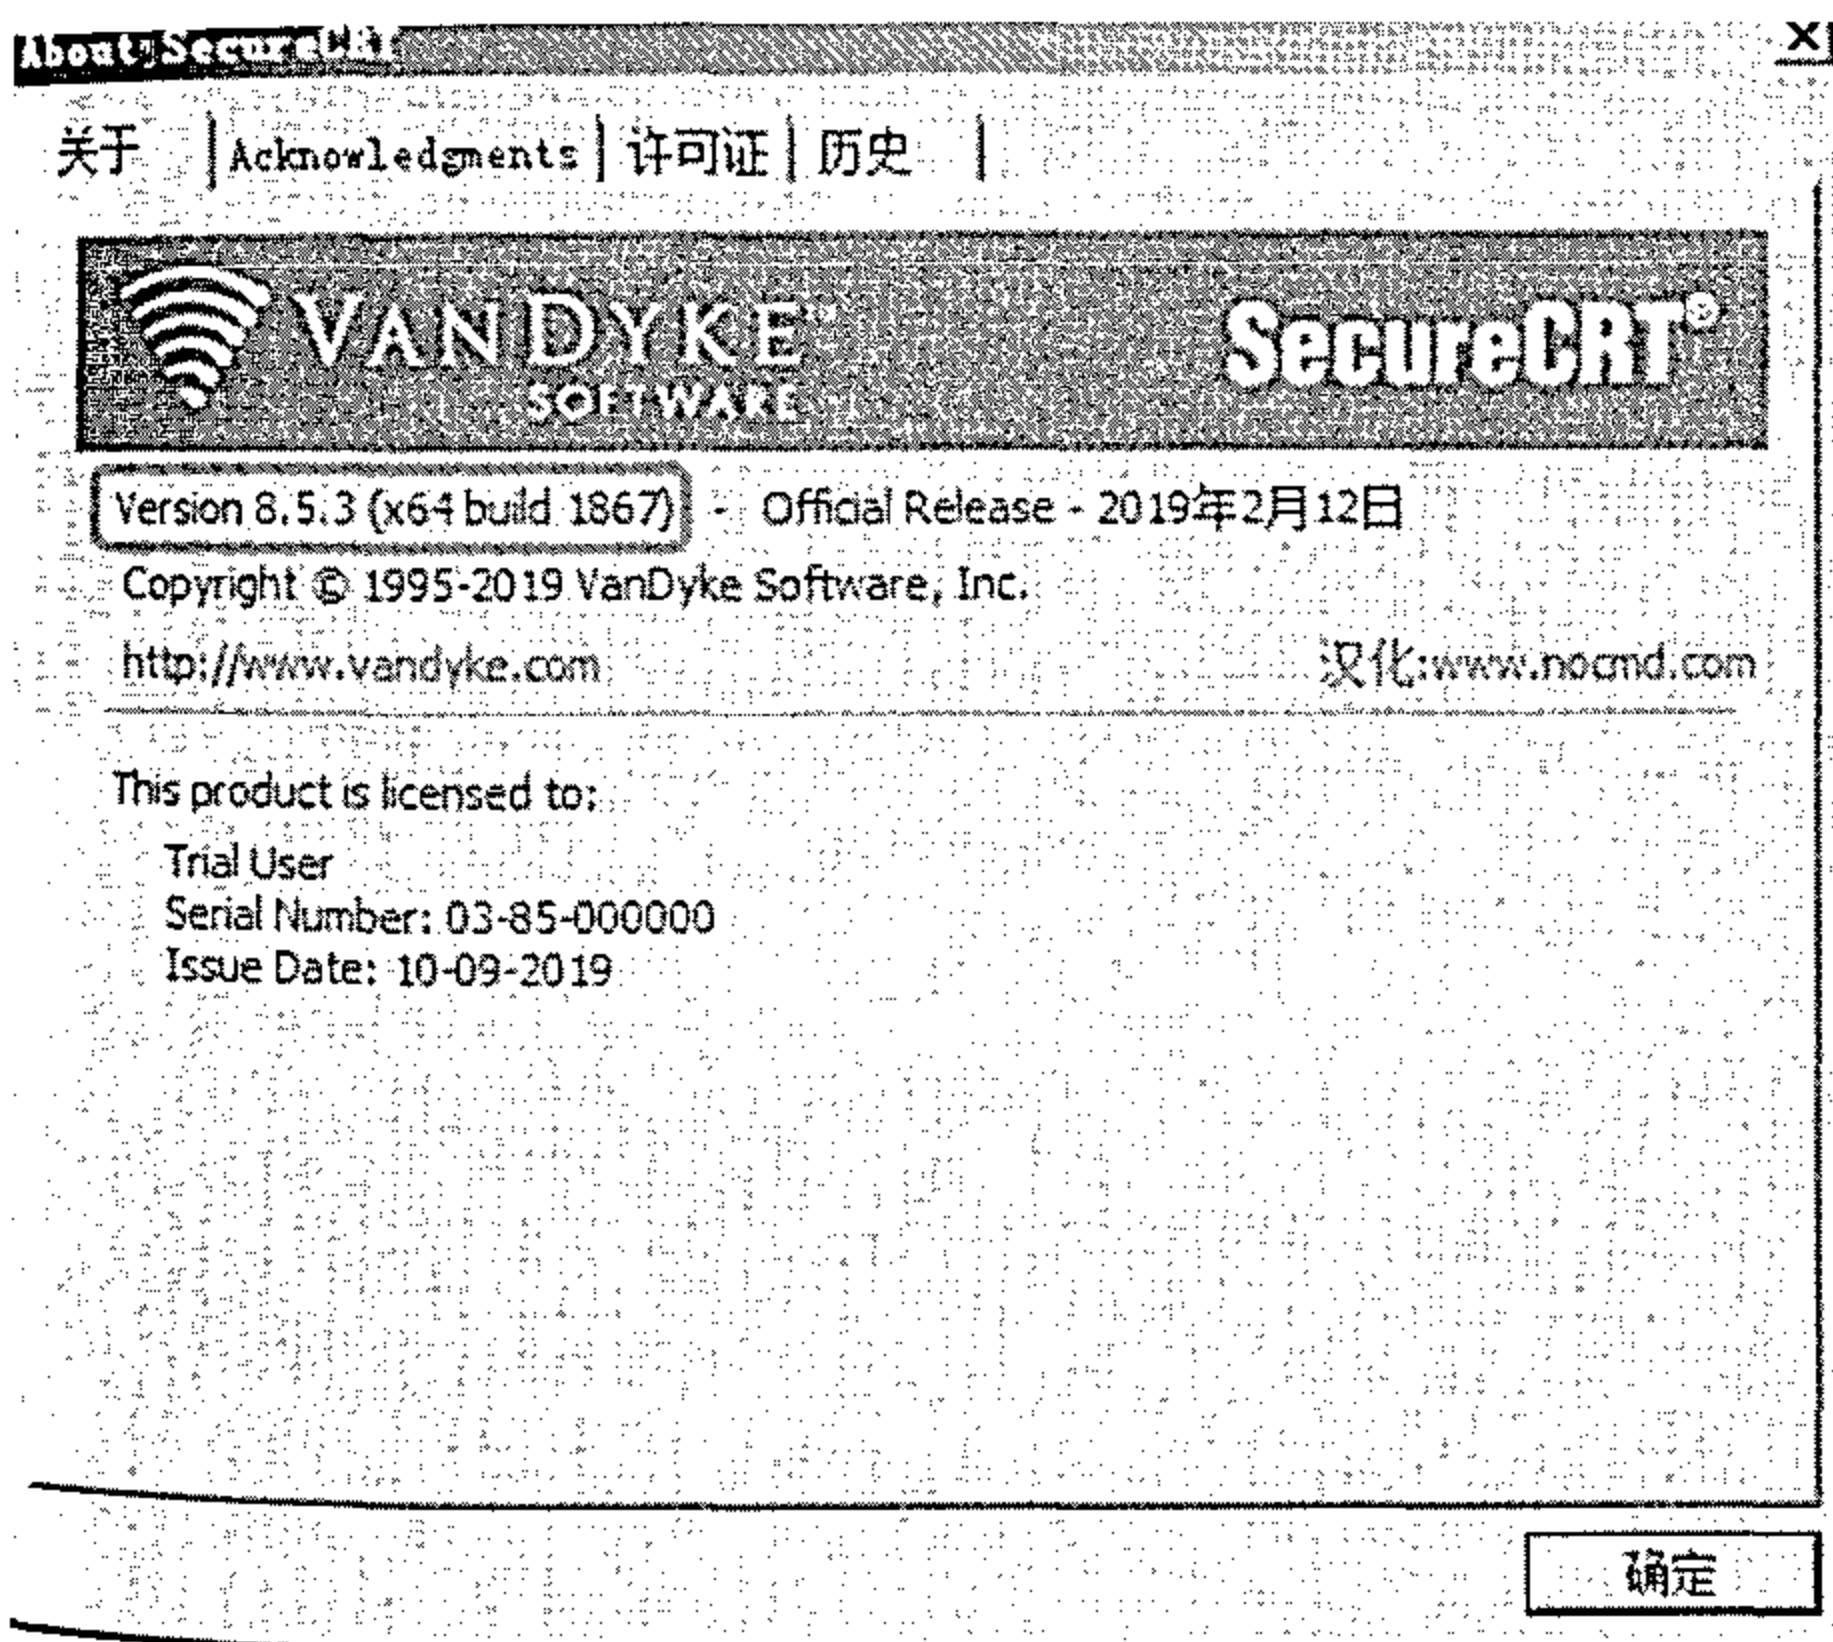 About SecureCRT
关于 Acknowledgments 许可证 历史
VANDYKE™ SecureCRT®
SOFTWARE
Version 8.5.3 (x64 build 1867) - Official Release - 2019年2月12日
Copyright © 1995-2019 VanDyke Software, Inc.
http://www.vandyke.com 汉化:www.nocmd.com
This product is licensed to:
Trial User
Serial Number: 03-85-000000
Issue Date: 10-09-2019
确定